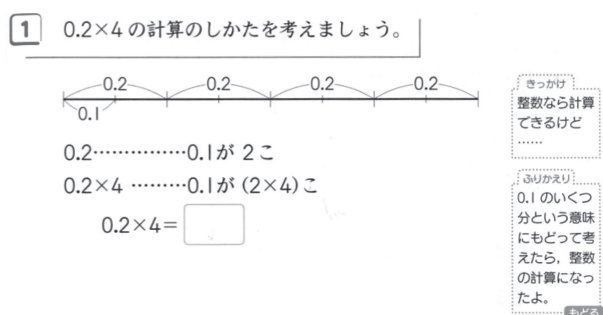 1 0.2×4の計算のしかたを考えましょう。
0.2 0.2 0.2 0.2
0.1
0.2……………0.1が 2こ
0.2×4 ………0.1が (2×4)こ
0.2×4=
きっかけ
整数なら計算
できるけど
……
ふりかえり
0.1のいくつ
分という意味
にもどって考
えたら，整数
の計算になっ
たよ。
もどる